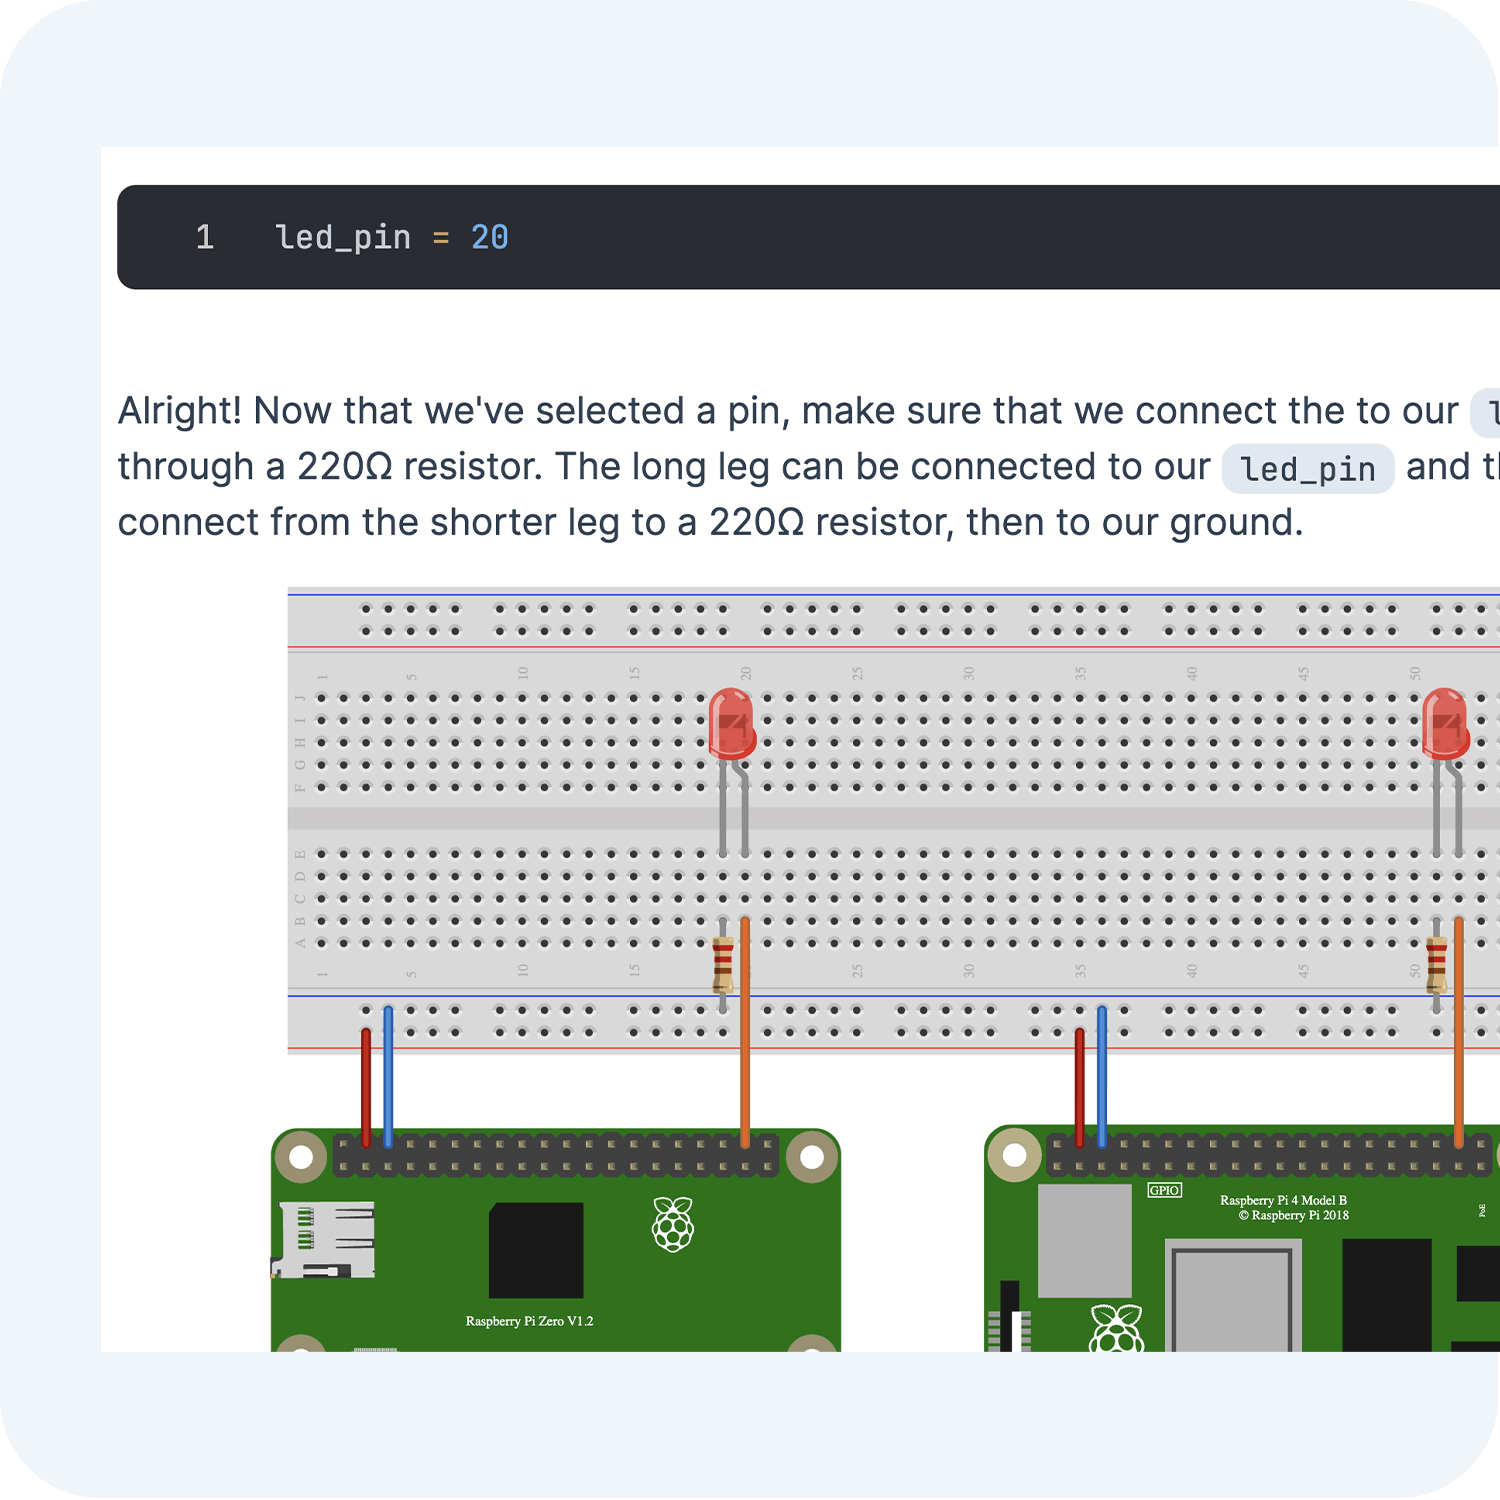 1 led_pin = 20
Alright! Now that we've selected a pin, make sure that we connect the to our
through a 220Ω resistor. The long leg can be connected to our led_pin and
connect from the shorter leg to a 220Ω resistor, then to our ground.
1 5 10 15 20 25 30 35 40 45 50
J
I
H
G
F
E
D
C
B
A
1 5 10 15 25 30 35 40 45 50
GPIO
Raspberry Pi 4 Model B
© Raspberry Pi 2018
PoE
Raspberry Pi Zero V1.2